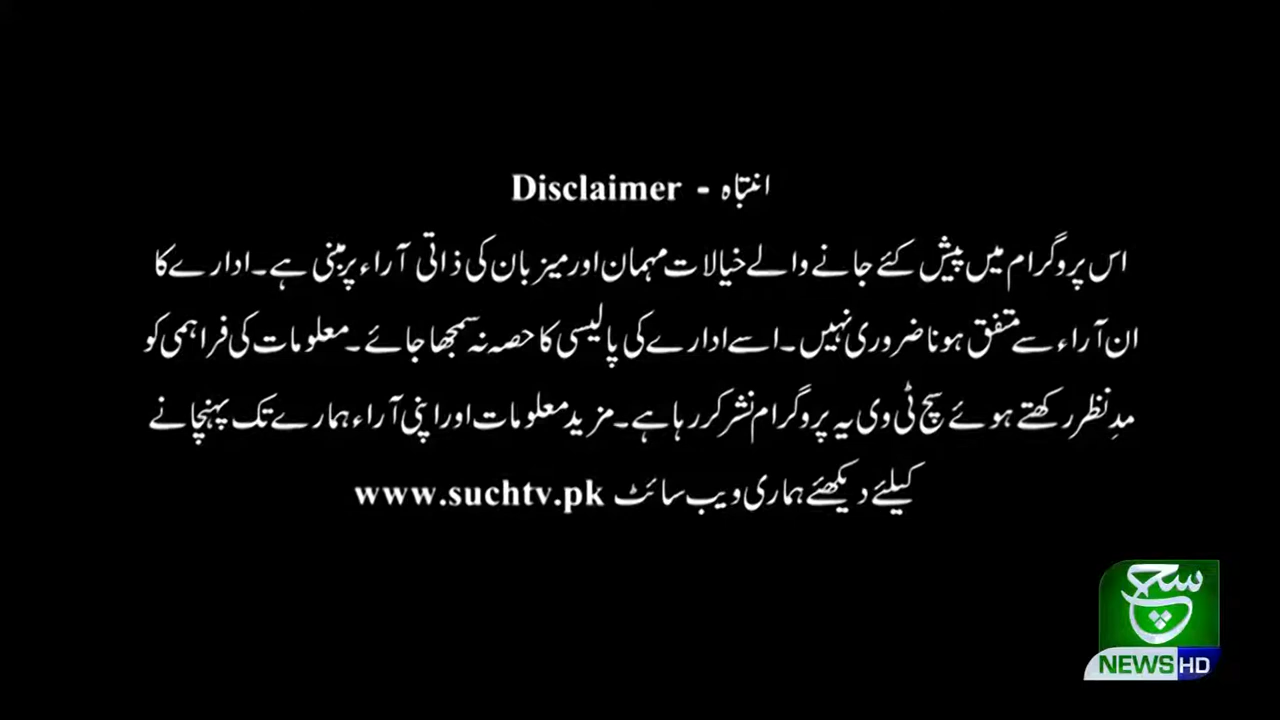 انتباہ - Disclaimer
اس پروگرام میں پیش کئے جانے والے خیالات مہمان اور میزبان کی ذاتی آراء پر مبنی ہے۔ ادارے کا
ان آراء سے متفق ہونا ضروری نہیں۔ اسے ادارے کی پالیسی کا حصہ نہ سمجھا جائے۔ معلومات کی فراہمی کو
مدِنظر رکھتے ہوئے سچ ٹی وی یہ پروگرام نشر کر رہا ہے۔ مزید معلومات اور اپنی آراء ہمارے تک پہنچانے
کیلئے دیکھئے ہماری ویب سائٹ www.suchtv.pk
سچ
NEWS HD